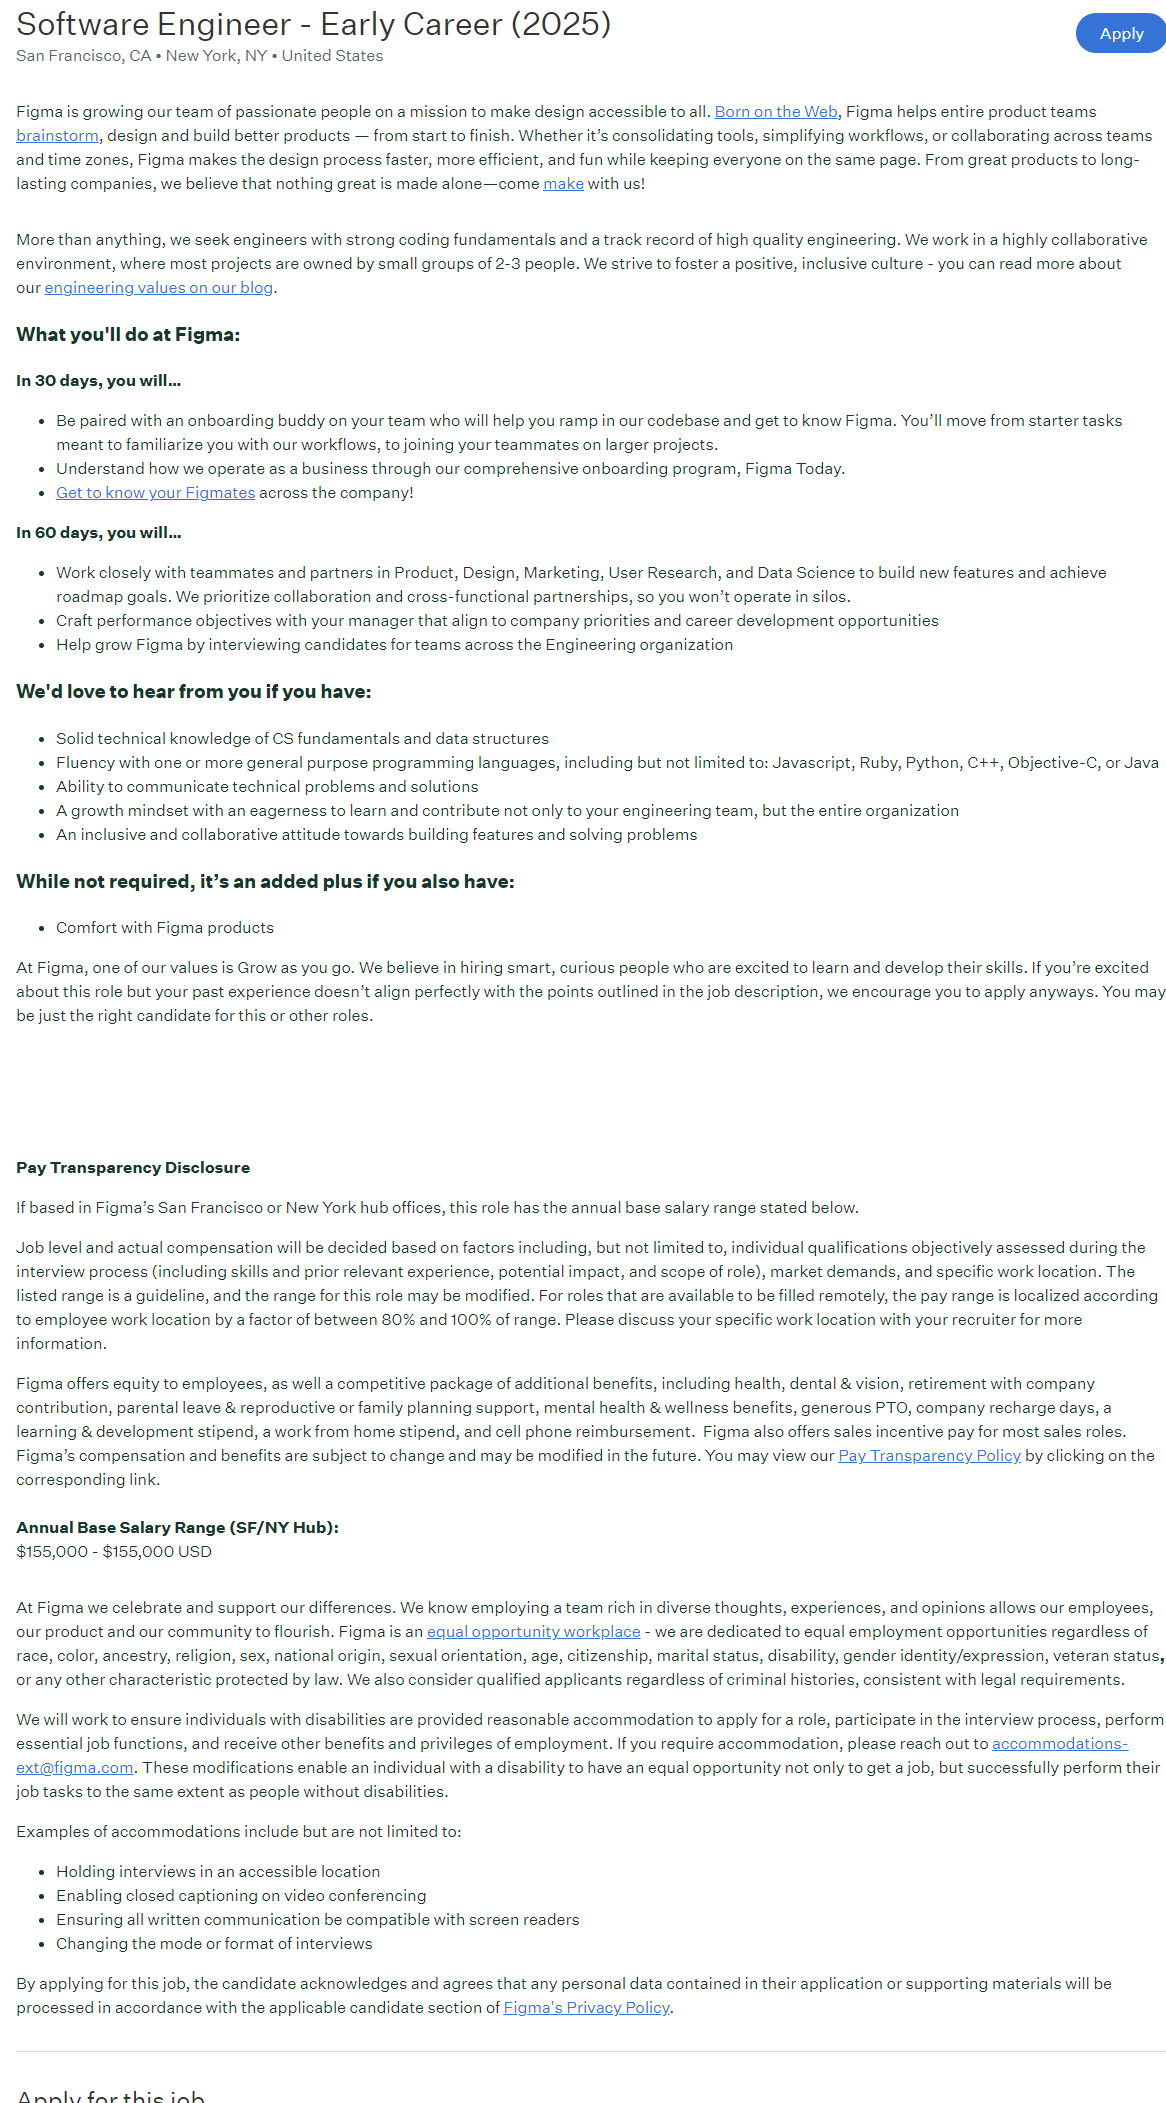 Software Engineer - Early Career (2025)
Apply
San Francisco, CA • New York, NY • United States
Figma is growing our team of passionate people on a mission to make design accessible to all. Born on the Web, Figma helps entire product teams
brainstorm, design and build better products — from start to finish. Whether it’s consolidating tools, simplifying workflows, or collaborating across teams
and time zones, Figma makes the design process faster, more efficient, and fun while keeping everyone on the same page. From great products to long-
lasting companies, we believe that nothing great is made alone—come make with us!
More than anything, we seek engineers with strong coding fundamentals and a track record of high quality engineering. We work in a highly collaborative
environment, where most projects are owned by small groups of 2-3 people. We strive to foster a positive, inclusive culture - you can read more about
our engineering values on our blog.
What you'll do at Figma:
In 30 days, you will...
• Be paired with an onboarding buddy on your team who will help you ramp in our codebase and get to know Figma. You’ll move from starter tasks
meant to familiarize you with our workflows, to joining your teammates on larger projects.
• Understand how we operate as a business through our comprehensive onboarding program, Figma Today.
• Get to know your Figmates across the company!
In 60 days, you will...
• Work closely with teammates and partners in Product, Design, Marketing, User Research, and Data Science to build new features and achieve
roadmap goals. We prioritize collaboration and cross-functional partnerships, so you won’t operate in silos.
• Craft performance objectives with your manager that align to company priorities and career development opportunities
• Help grow Figma by interviewing candidates for teams across the Engineering organization
We'd love to hear from you if you have:
• Solid technical knowledge of CS fundamentals and data structures
• Fluency with one or more general purpose programming languages, including but not limited to: Javascript, Ruby, Python, C++, Objective-C, or Java
• Ability to communicate technical problems and solutions
• A growth mindset with an eagerness to learn and contribute not only to your engineering team, but the entire organization
• An inclusive and collaborative attitude towards building features and solving problems
While not required, it’s an added plus if you also have:
• Comfort with Figma products
At Figma, one of our values is Grow as you go. We believe in hiring smart, curious people who are excited to learn and develop their skills. If you’re excited
about this role but your past experience doesn’t align perfectly with the points outlined in the job description, we encourage you to apply anyways. You may
be just the right candidate for this or other roles.
Pay Transparency Disclosure
If based in Figma’s San Francisco or New York hub offices, this role has the annual base salary range stated below.
Job level and actual compensation will be decided based on factors including, but not limited to, individual qualifications objectively assessed during the
interview process (including skills and prior relevant experience, potential impact, and scope of role), market demands, and specific work location. The
listed range is a guideline, and the range for this role may be modified. For roles that are available to be filled remotely, the pay range is localized according
to employee work location by a factor of between 80% and 100% of range. Please discuss your specific work location with your recruiter for more
information.
Figma offers equity to employees, as well a competitive package of additional benefits, including health, dental & vision, retirement with company
contribution, parental leave & reproductive or family planning support, mental health & wellness benefits, generous PTO, company recharge days, a
learning & development stipend, a work from home stipend, and cell phone reimbursement.  Figma also offers sales incentive pay for most sales roles.
Figma’s compensation and benefits are subject to change and may be modified in the future. You may view our Pay Transparency Policy by clicking on the
corresponding link.
Annual Base Salary Range (SF/NY Hub):
$155,000 - $155,000 USD
At Figma we celebrate and support our differences. We know employing a team rich in diverse thoughts, experiences, and opinions allows our employees,
our product and our community to flourish. Figma is an equal opportunity workplace - we are dedicated to equal employment opportunities regardless of
race, color, ancestry, religion, sex, national origin, sexual orientation, age, citizenship, marital status, disability, gender identity/expression, veteran status,
or any other characteristic protected by law. We also consider qualified applicants regardless of criminal histories, consistent with legal requirements.
We will work to ensure individuals with disabilities are provided reasonable accommodation to apply for a role, participate in the interview process, perform
essential job functions, and receive other benefits and privileges of employment. If you require accommodation, please reach out to accommodations-
ext@figma.com. These modifications enable an individual with a disability to have an equal opportunity not only to get a job, but successfully perform their
job tasks to the same extent as people without disabilities.
Examples of accommodations include but are not limited to:
• Holding interviews in an accessible location
• Enabling closed captioning on video conferencing
• Ensuring all written communication be compatible with screen readers
• Changing the mode or format of interviews
By applying for this job, the candidate acknowledges and agrees that any personal data contained in their application or supporting materials will be
processed in accordance with the applicable candidate section of Figma's Privacy Policy.
Apply for this job